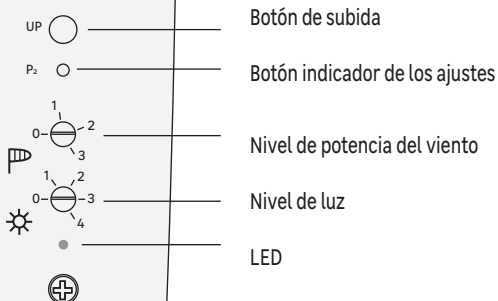 UP
Botón de subida
P₂
Botón indicador de los ajustes
1
0 2
3
Nivel de potencia del viento
1 2
0 3
4
Nivel de luz
LED